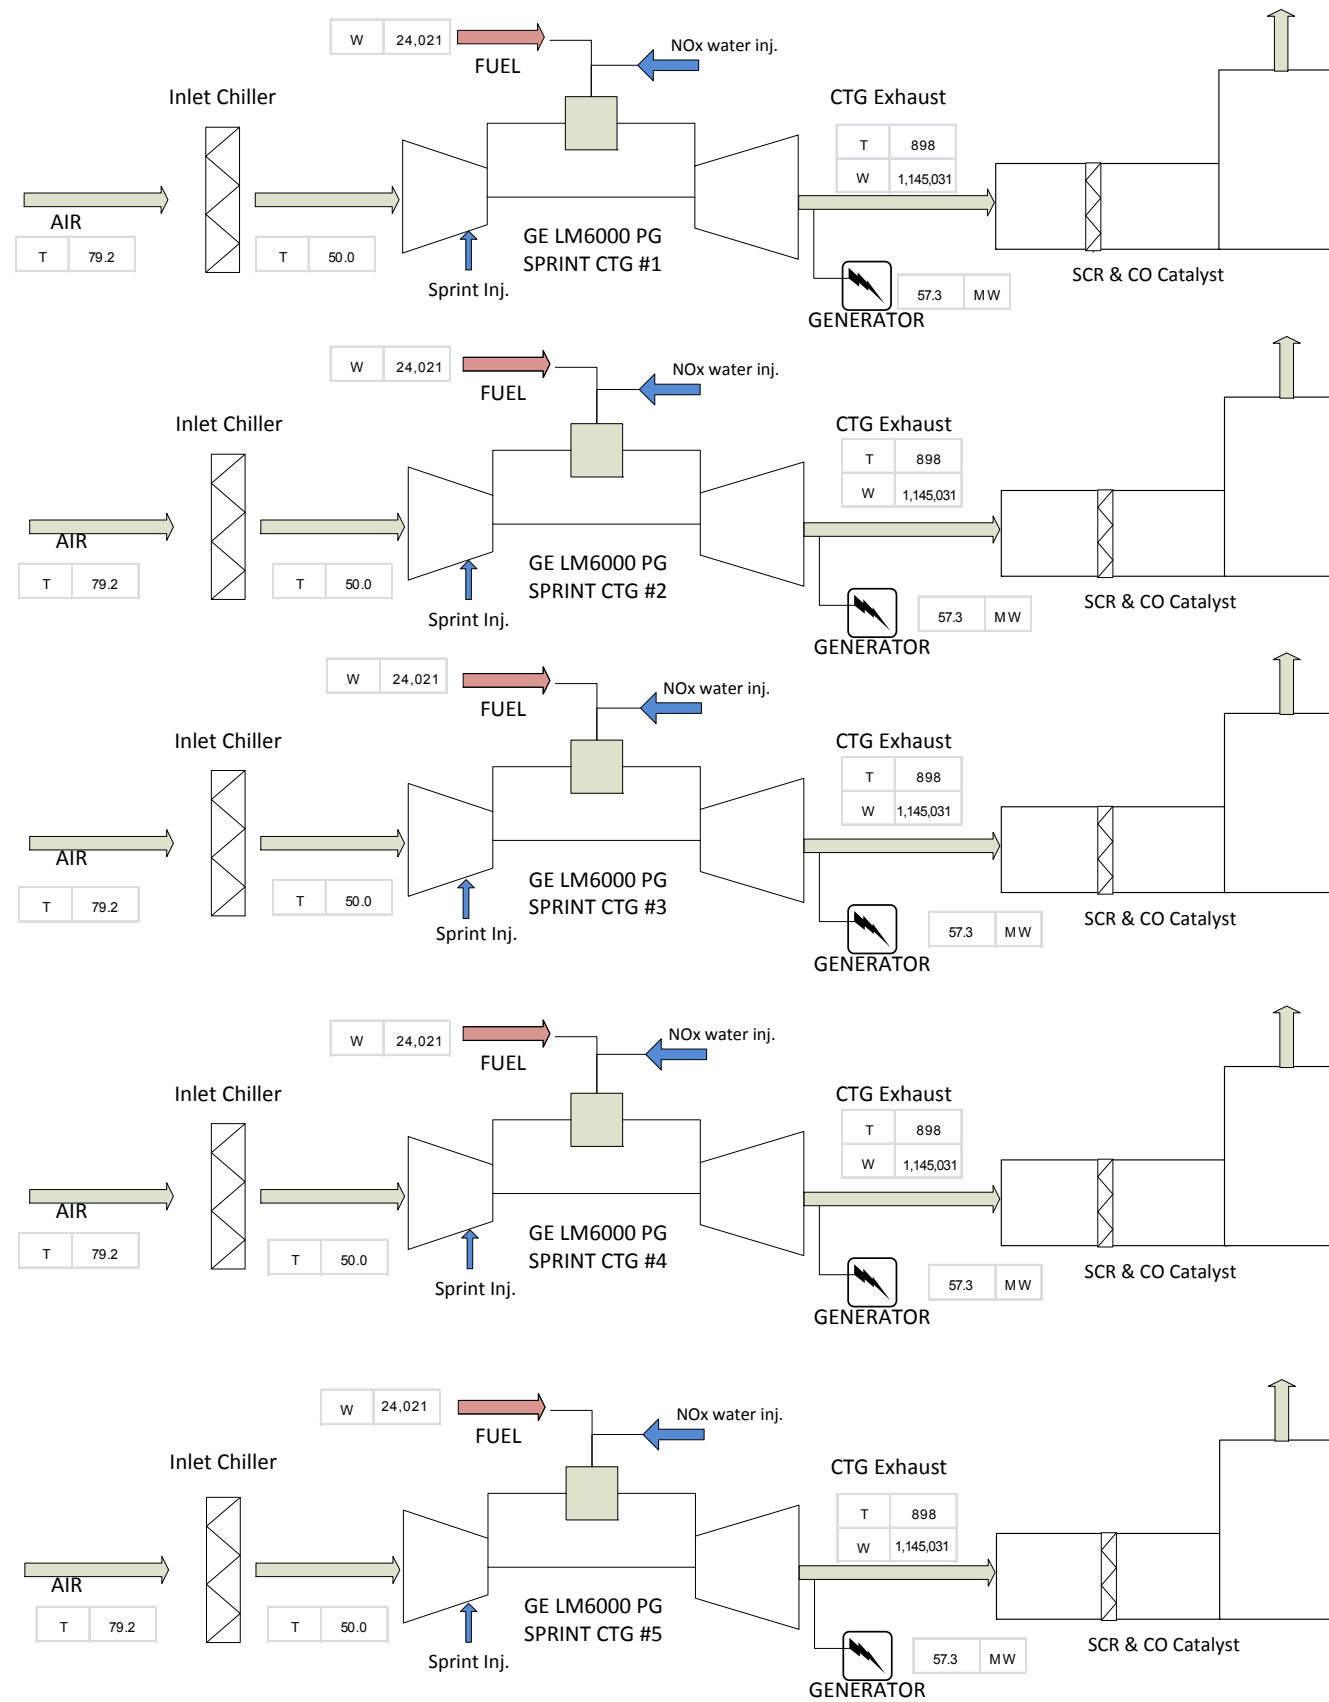 W 24,021
FUEL
NOx water inj.
Inlet Chiller
CTG Exhaust
T 898
W 1,145,031
AIR
T 79.2
T 50.0
GE LM6000 PG
SPRINT CTG #1
Sprint Inj.
SCR & CO Catalyst
57.3 MW
GENERATOR
W 24,021
FUEL
NOx water inj.
Inlet Chiller
CTG Exhaust
T 898
W 1,145,031
AIR
T 79.2
T 50.0
GE LM6000 PG
SPRINT CTG #2
Sprint Inj.
SCR & CO Catalyst
57.3 MW
GENERATOR
W 24,021
FUEL
NOx water inj.
Inlet Chiller
CTG Exhaust
T 898
W 1,145,031
AIR
T 79.2
T 50.0
GE LM6000 PG
SPRINT CTG #3
Sprint Inj.
SCR & CO Catalyst
57.3 MW
GENERATOR
W 24,021
FUEL
NOx water inj.
Inlet Chiller
CTG Exhaust
T 898
W 1,145,031
AIR
T 79.2
T 50.0
GE LM6000 PG
SPRINT CTG #4
Sprint Inj.
SCR & CO Catalyst
57.3 MW
GENERATOR
W 24,021
FUEL
NOx water inj.
Inlet Chiller
CTG Exhaust
T 898
W 1,145,031
AIR
T 79.2
T 50.0
GE LM6000 PG
SPRINT CTG #5
Sprint Inj.
SCR & CO Catalyst
57.3 MW
GENERATOR